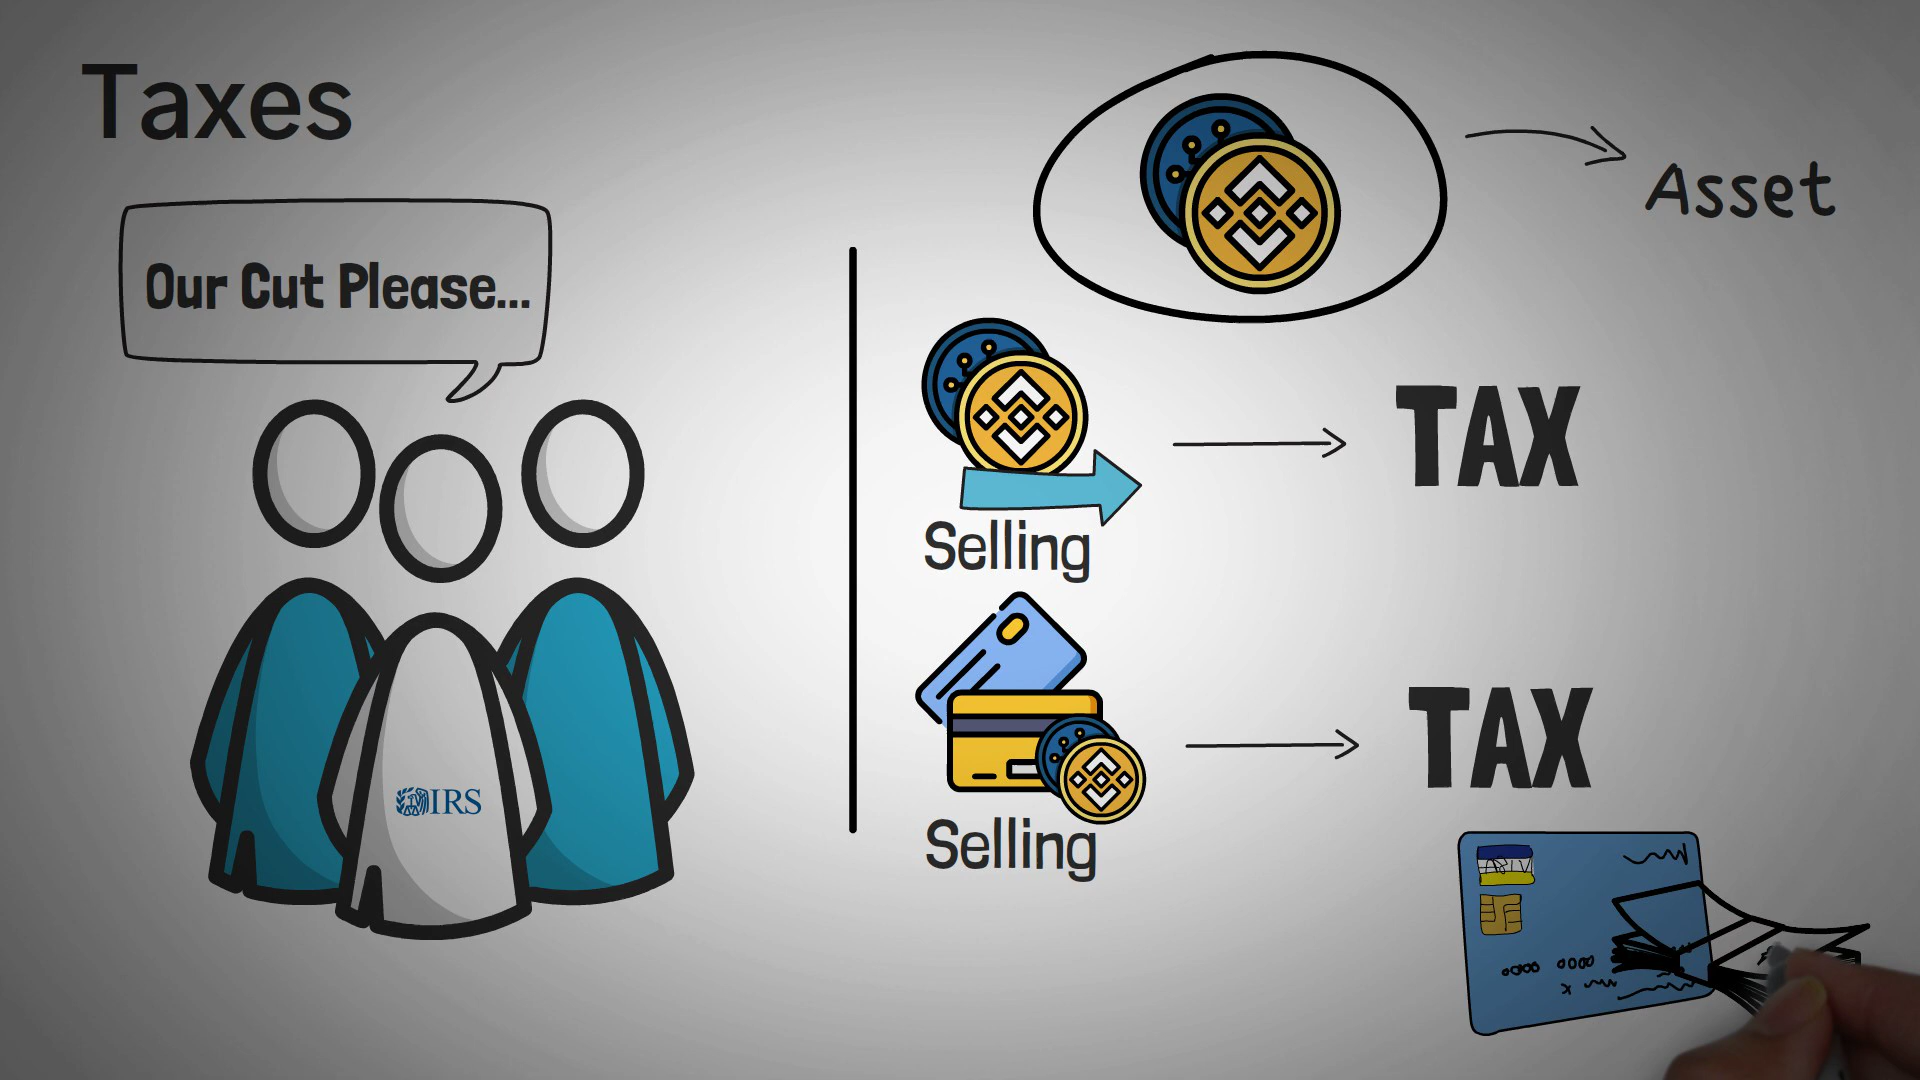 Taxes
Our Cut Please...
IRS
Asset
Selling
TAX
Selling
TAX